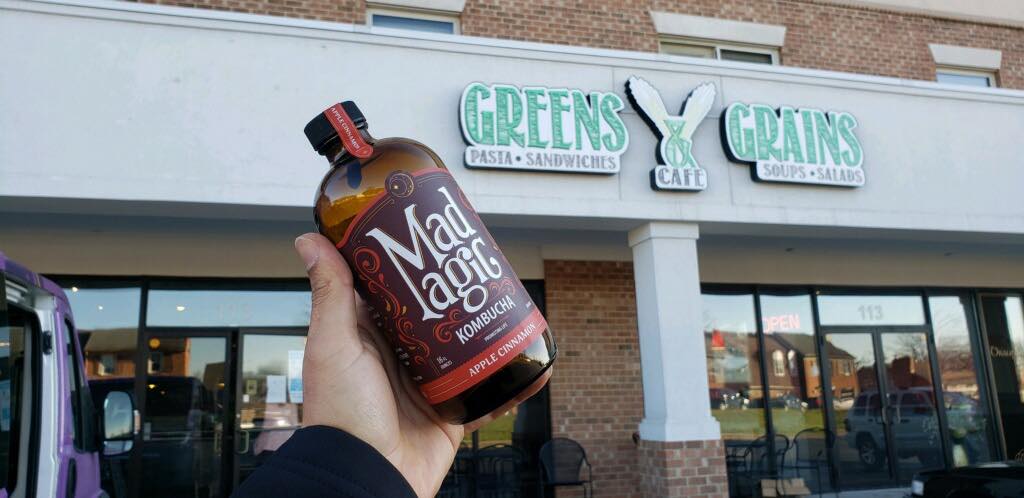 GREENS
PASTA • SANDWICHES
CAFE
GRAINS
SOUPS • SALADS
APPLE CINNAMON
Mad
Magic
KOMBUCHA
APPLE CINNAMON
OPEN
113